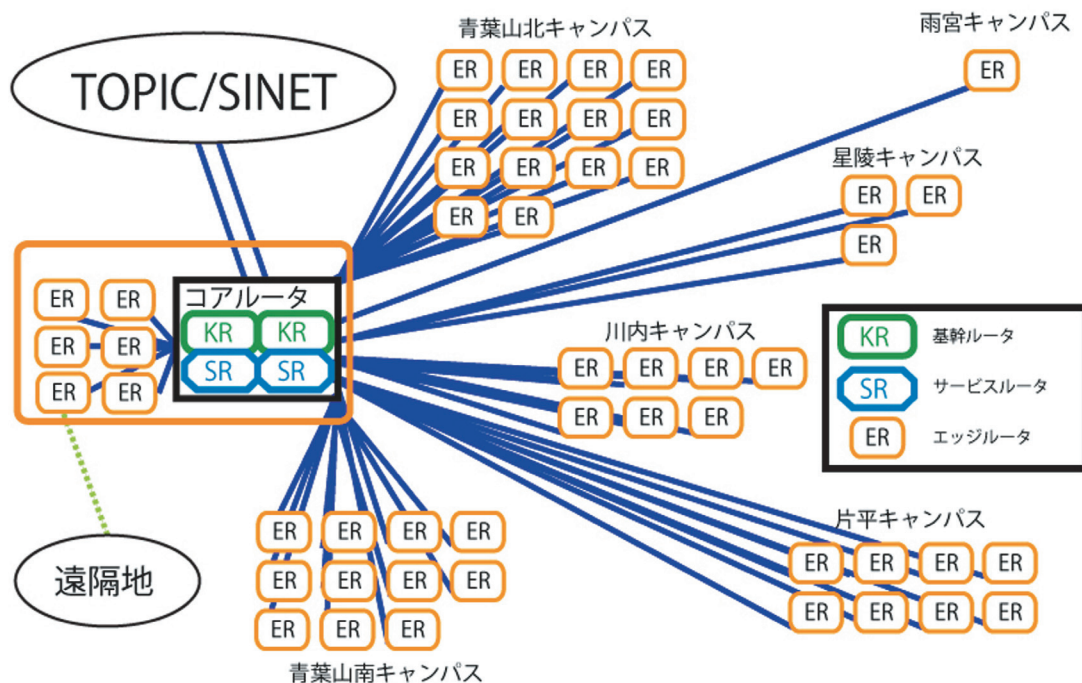 青葉山北キャンパス
ER ER ER ER
ER ER ER ER
ER ER ER ER
ER ER
雨宮キャンパス
ER
TOPIC/SINET
星陵キャンパス
ER ER
ER
コアルータ
KR KR
SR SR
ER ER
ER ER
ER ER
川内キャンパス
ER ER ER ER
ER ER ER
KR 基幹ルータ
SR サービスルータ
ER エッジルータ
遠隔地
片平キャンパス
ER ER ER ER
ER ER ER ER
ER ER ER ER
ER ER ER ER
ER ER ER
青葉山南キャンパス